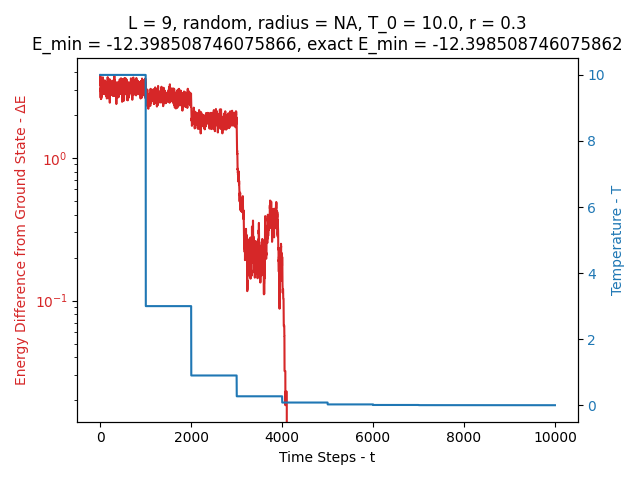 L = 9, random, radius = NA, T_0 = 10.0, r = 0.3
E_min = -12.398508746075866, exact E_min = -12.398508746075862
Energy Difference from Ground State - ΔE
10⁰
10⁻¹
10
8
6
4
2
0
Temperature - T
0 2000 4000 6000 8000 10000
Time Steps - t